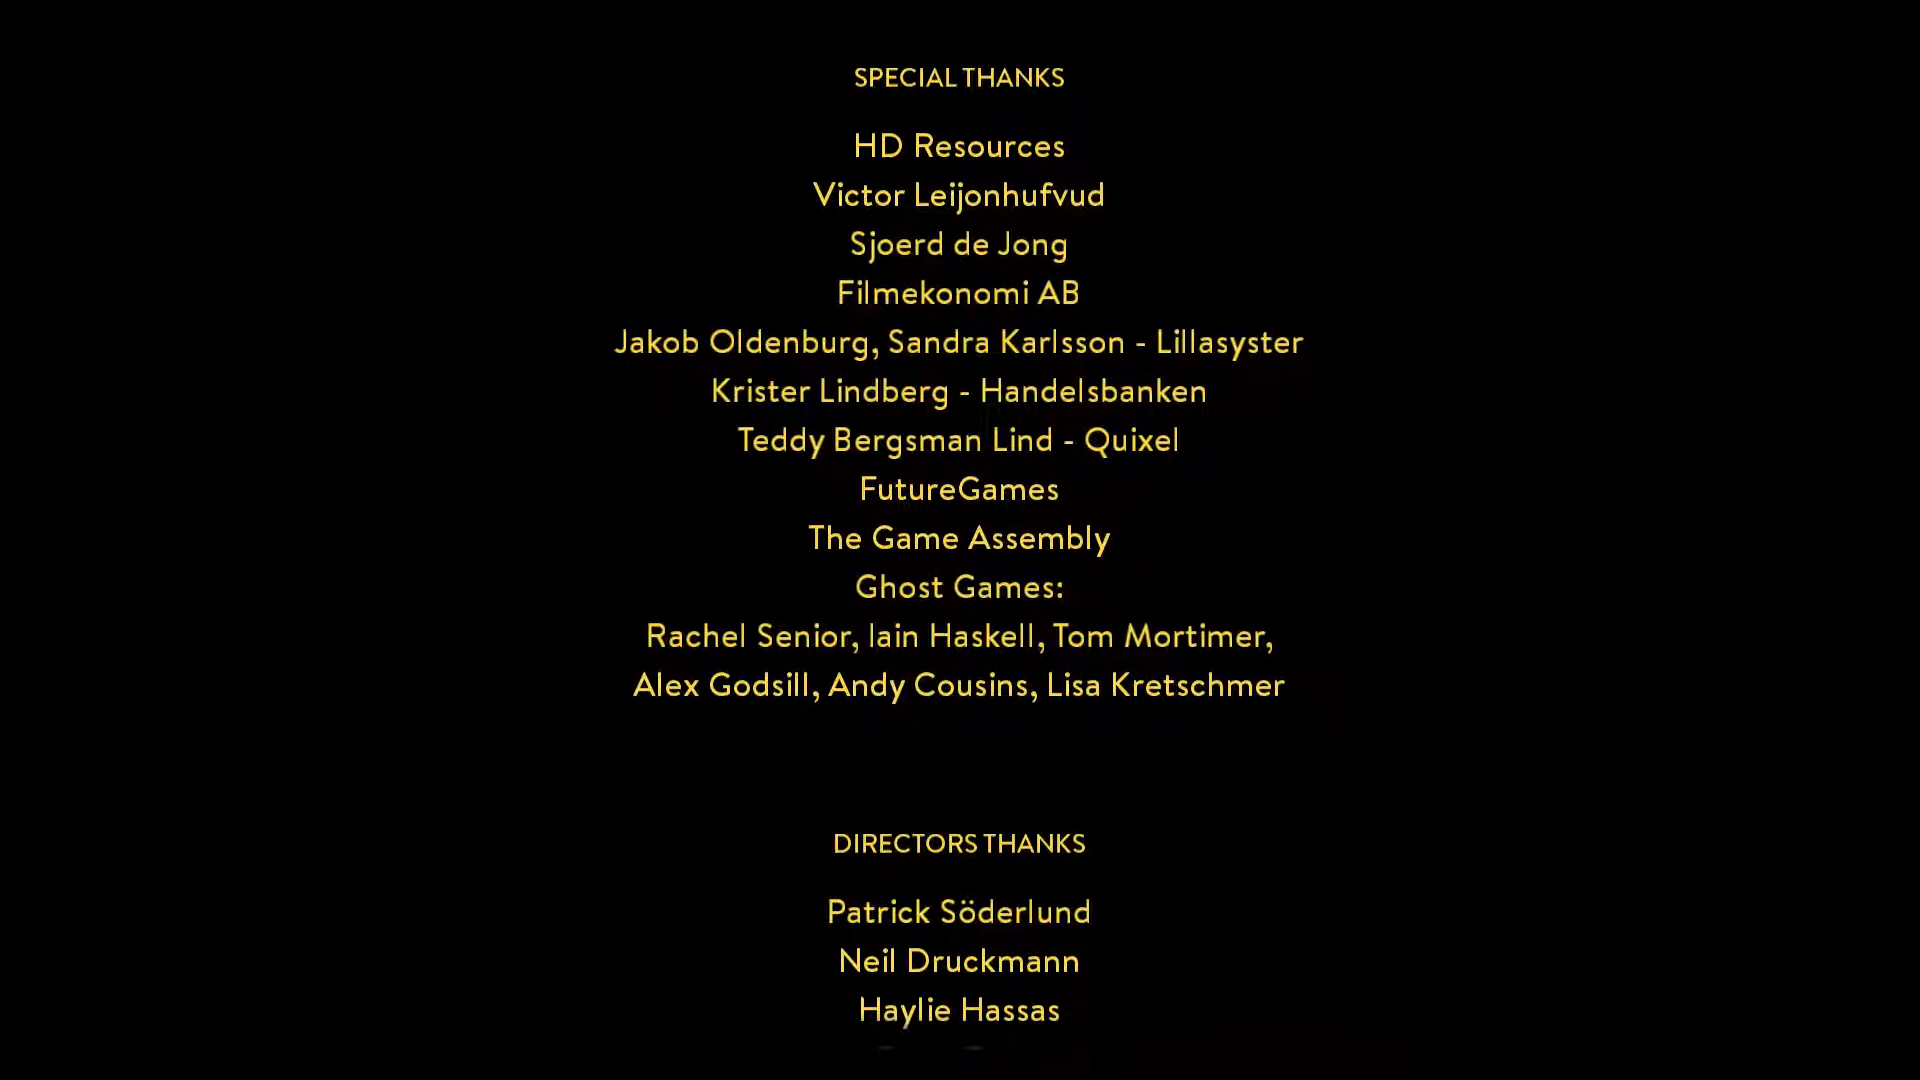 SPECIAL THANKS
HD Resources
Victor Leijonhufvud
Sjoerd de Jong
Filmekonomi AB
Jakob Oldenburg, Sandra Karlsson - Lillasyster
Krister Lindberg - Handelsbanken
Teddy Bergsman Lind - Quixel
FutureGames
The Game Assembly
Ghost Games:
Rachel Senior, Iain Haskell, Tom Mortimer,
Alex Godsill, Andy Cousins, Lisa Kretschmer
DIRECTORS THANKS
Patrick Söderlund
Neil Druckmann
Haylie Hassas